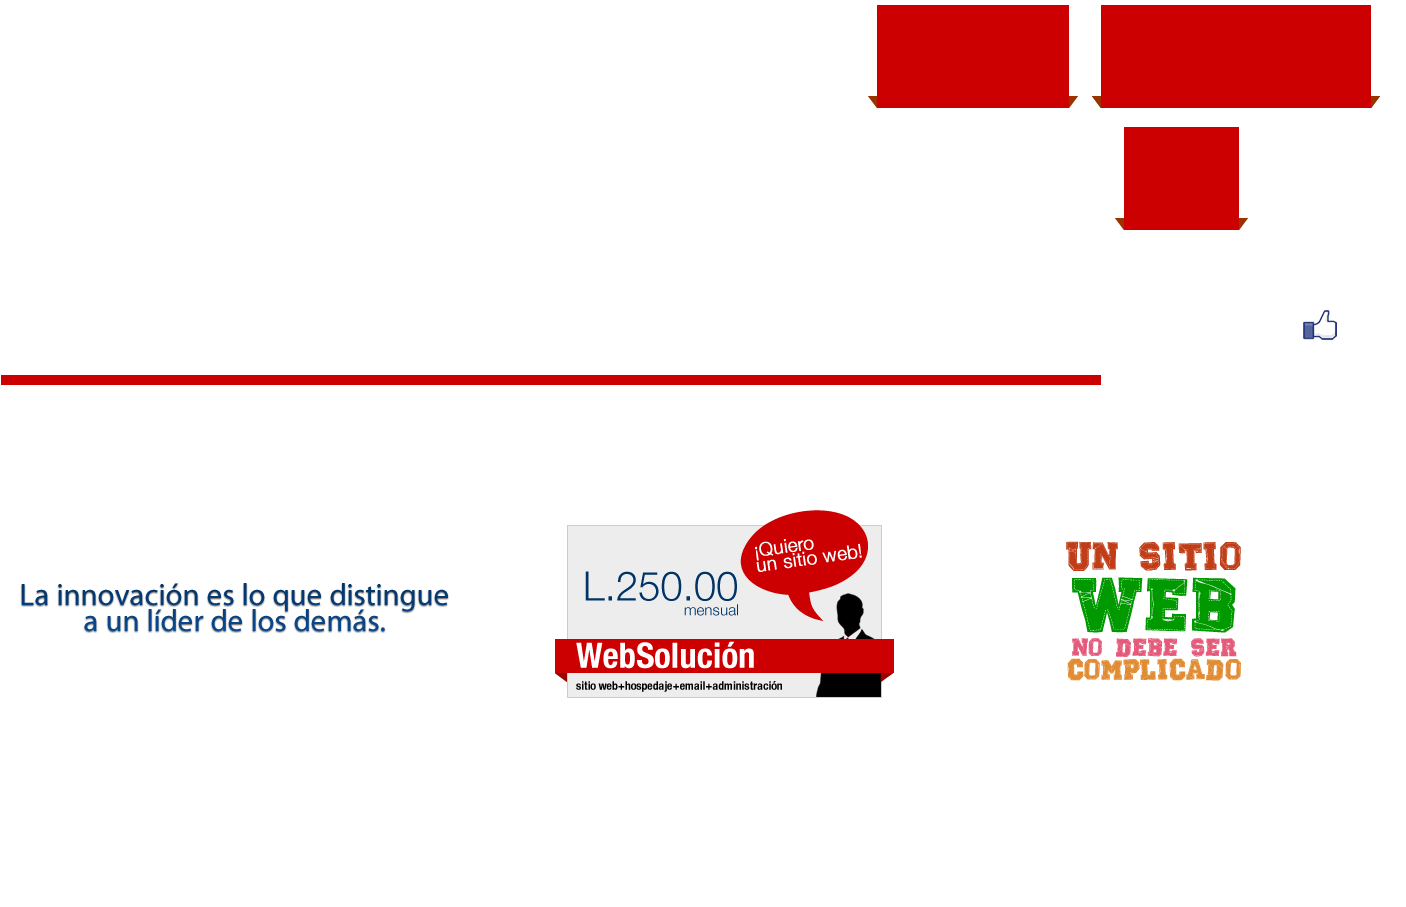 La innovación es lo que distingue
a un líder de los demás.
¡Quiero
un sitio web!
L.250.00
mensual
WebSolución
sitio web+hospedaje+email+administración
UN SITIO
WEB
NO DEBE SER
COMPLICADO